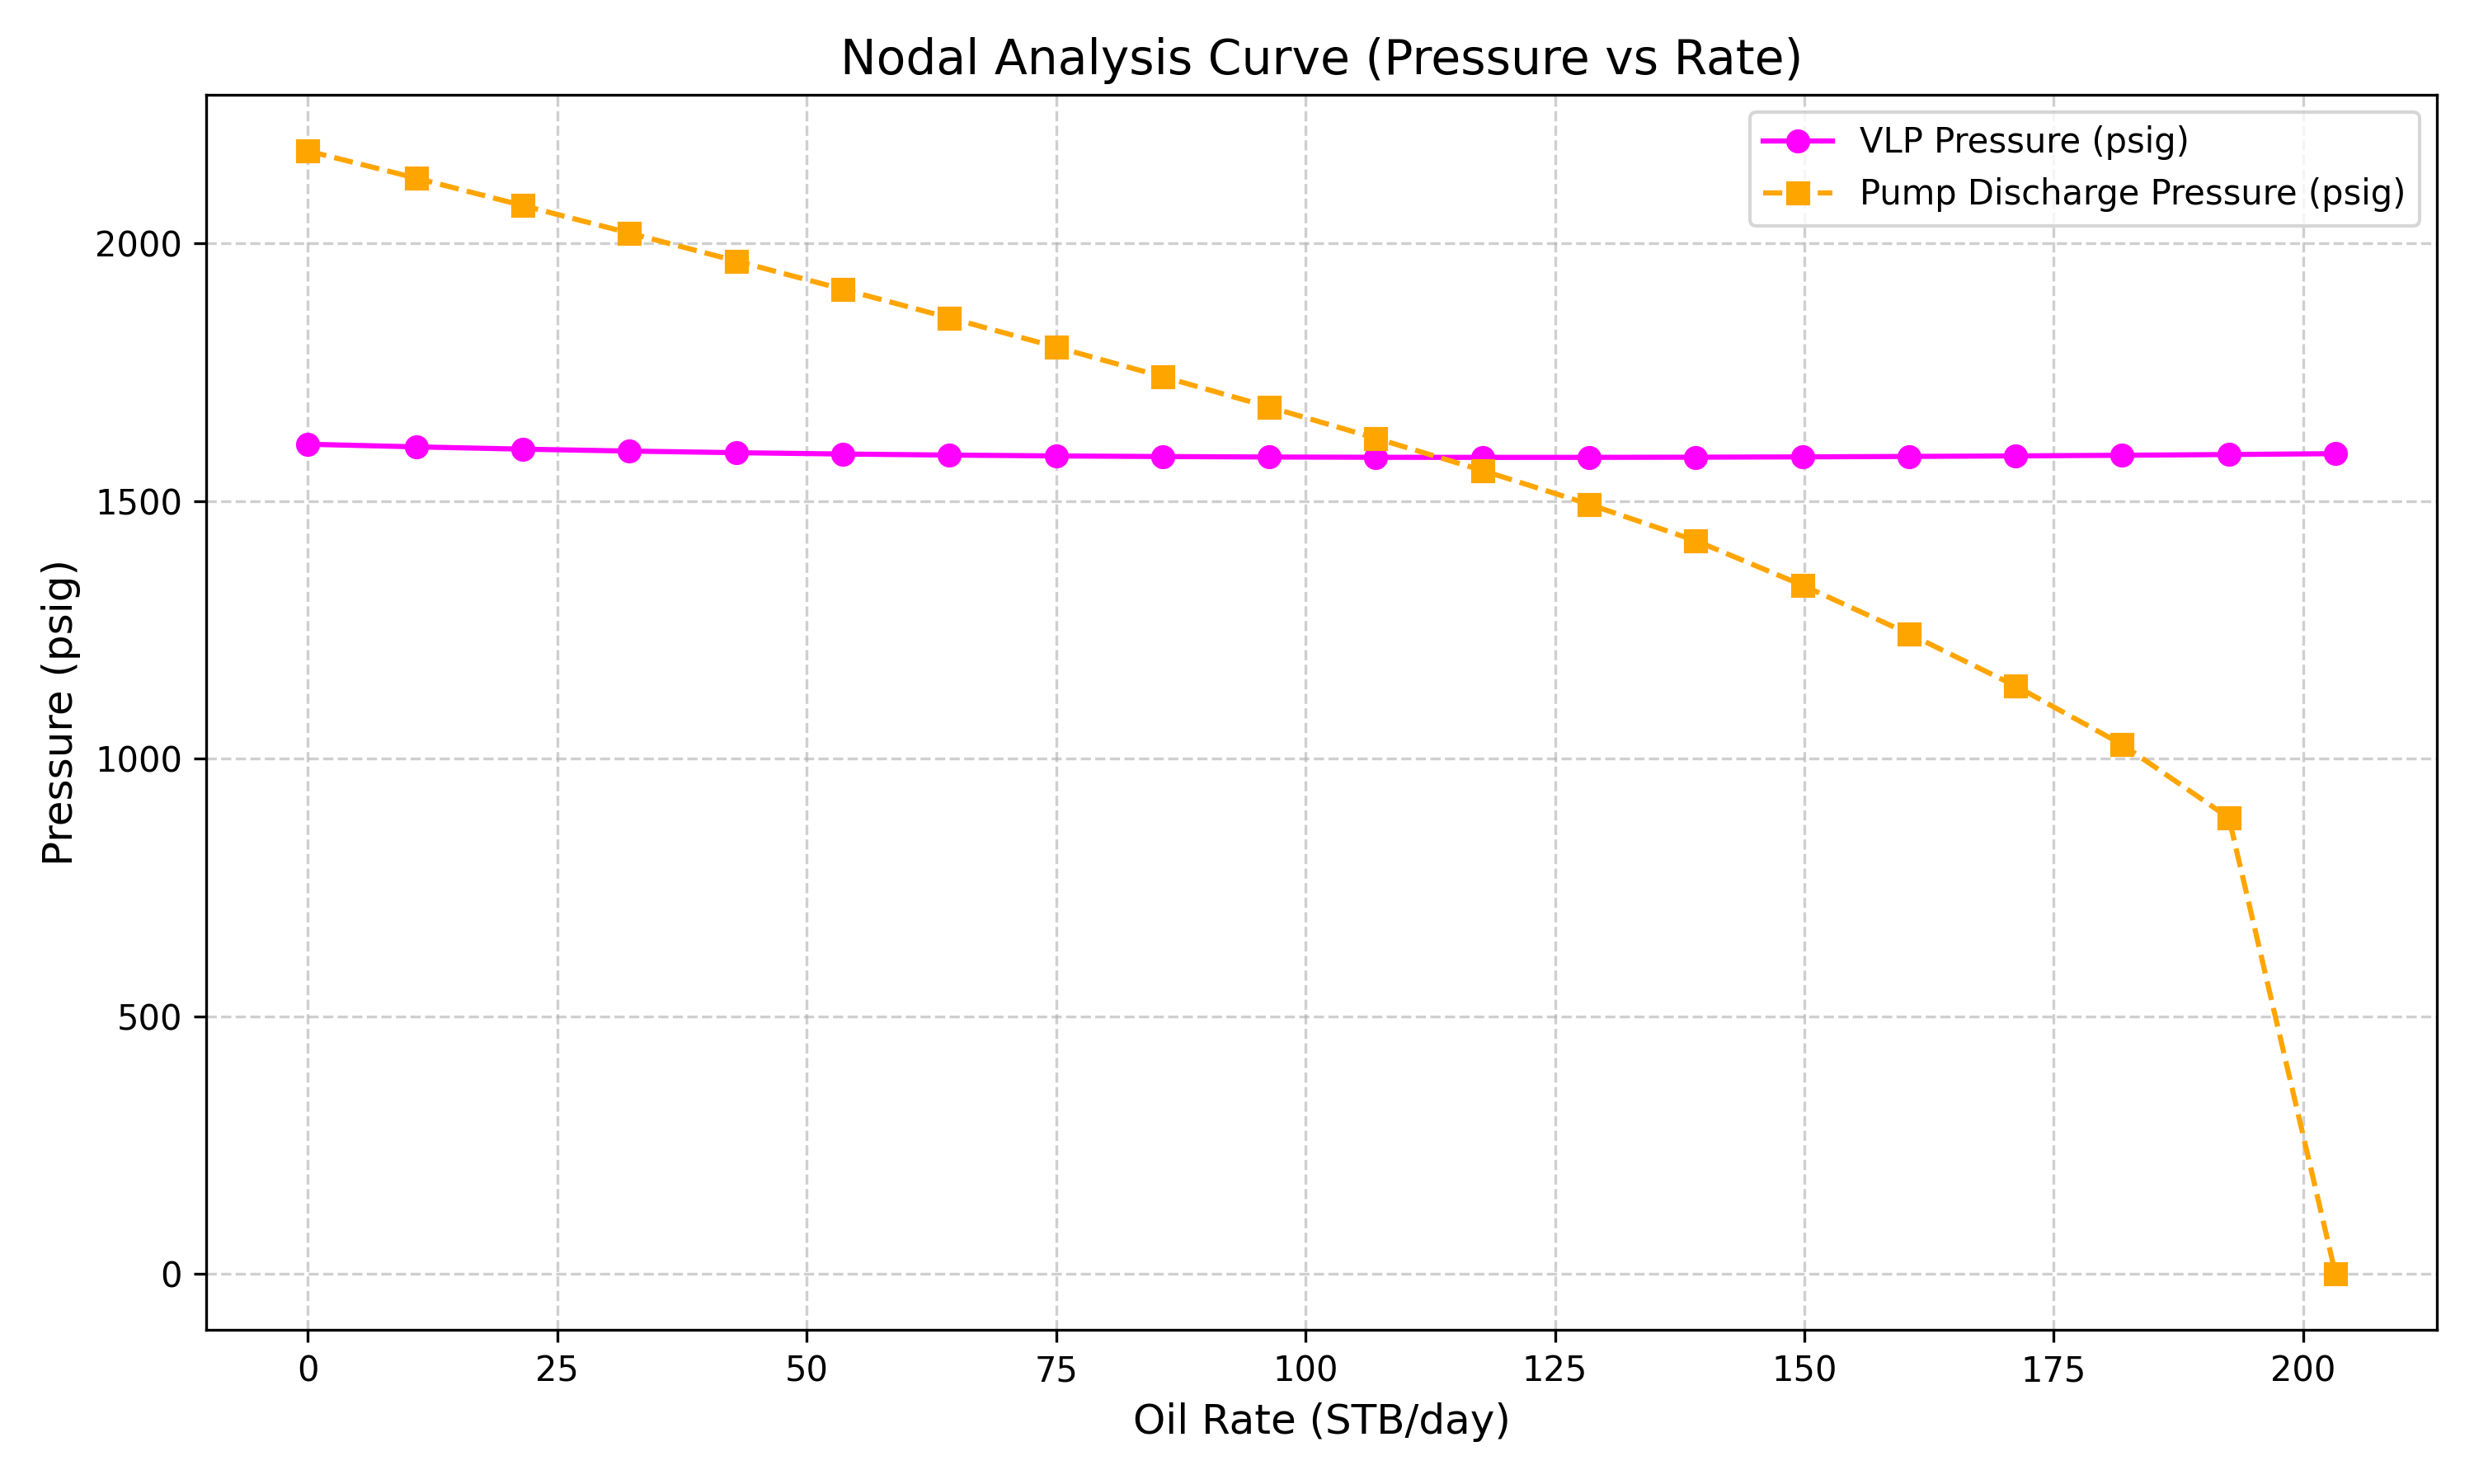 Nodal Analysis Curve (Pressure vs Rate)
VLP Pressure (psig)
Pump Discharge Pressure (psig)
2000
1500
1000
500
0
Pressure (psig)
0 25 50 75 100 125 150 175 200
Oil Rate (STB/day)